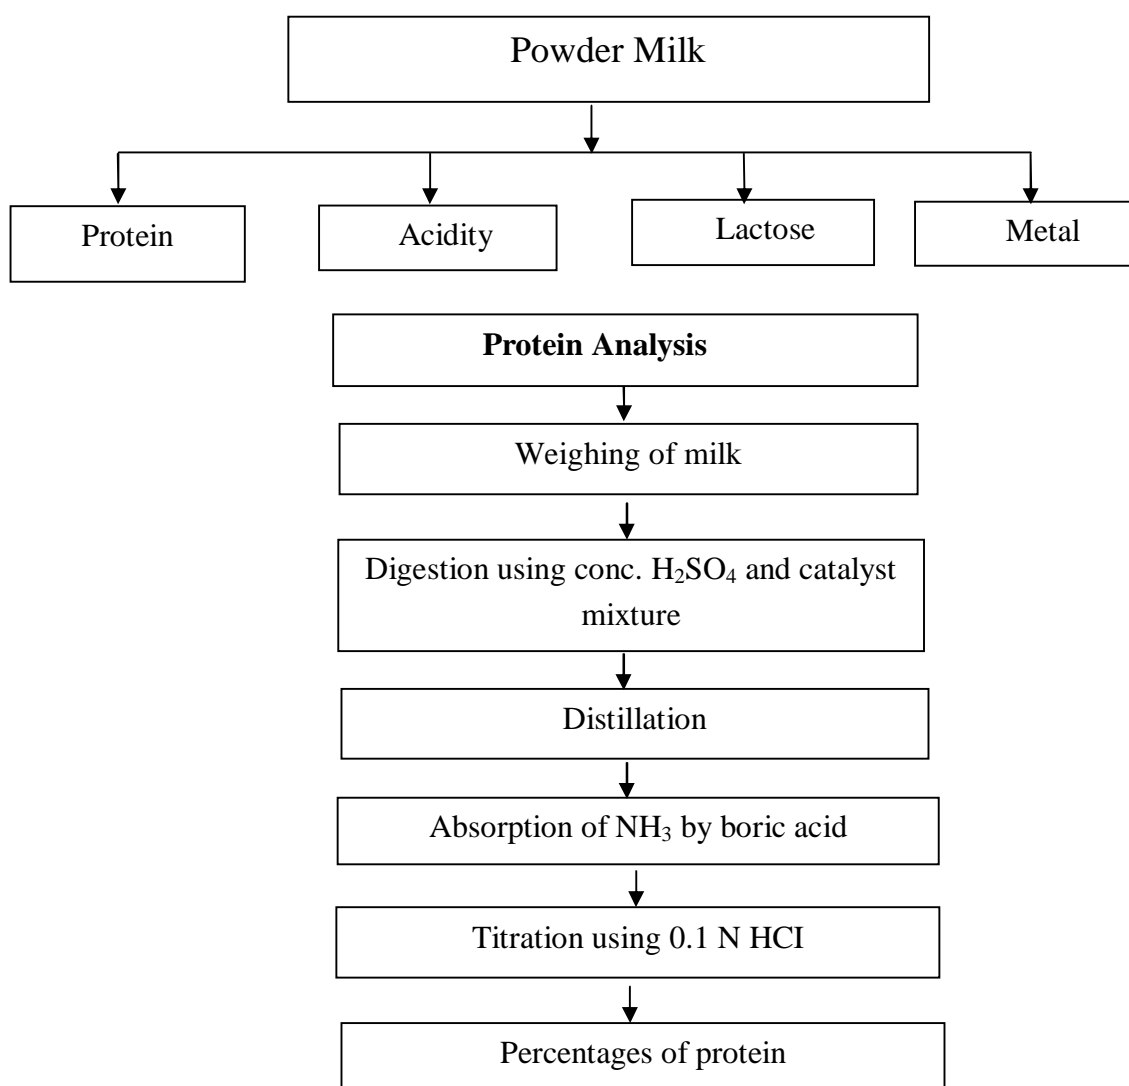 Powder Milk
Protein
Acidity
Lactose
Metal
Protein Analysis
Weighing of milk
Digestion using conc. H₂SO₄ and catalyst
mixture
Distillation
Absorption of NH₃ by boric acid
Titration using 0.1 N HCI
Percentages of protein